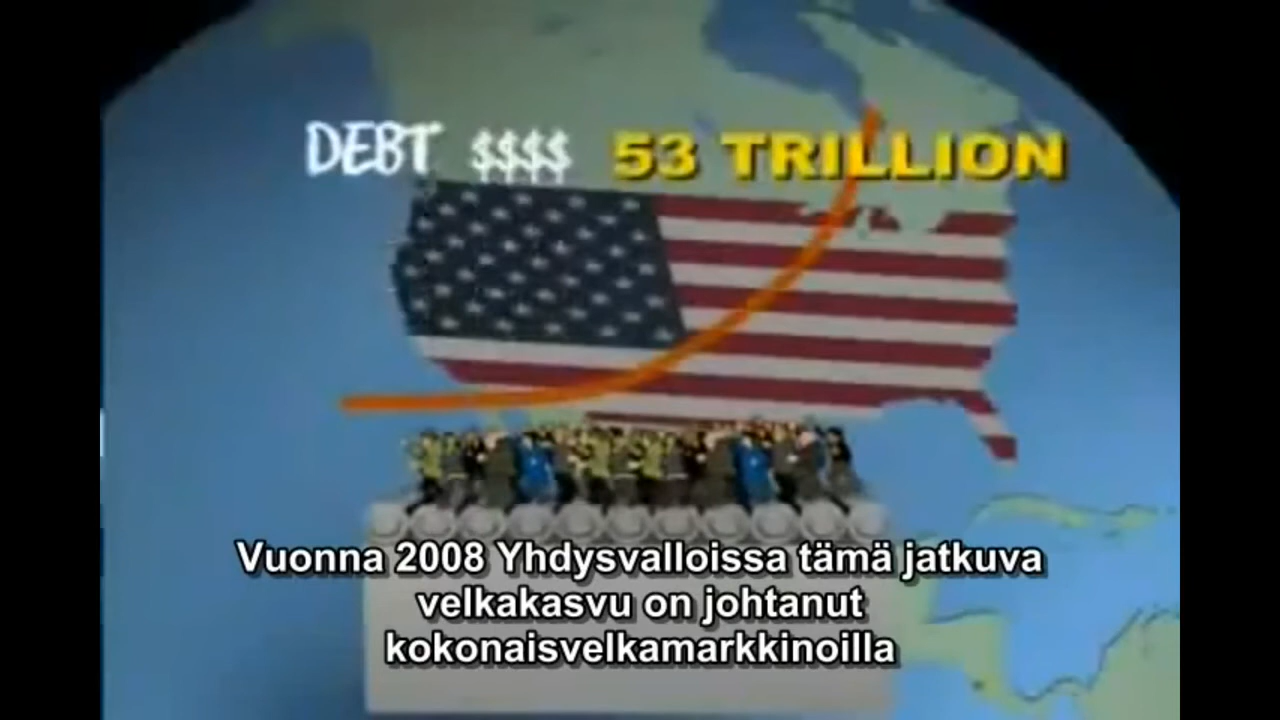 DEBT $$$$ 53 TRILLION
Vuonna 2008 Yhdysvalloissa tämä jatkuva
velkakasvu on johtanut
kokonaisvelkamarkkinoilla